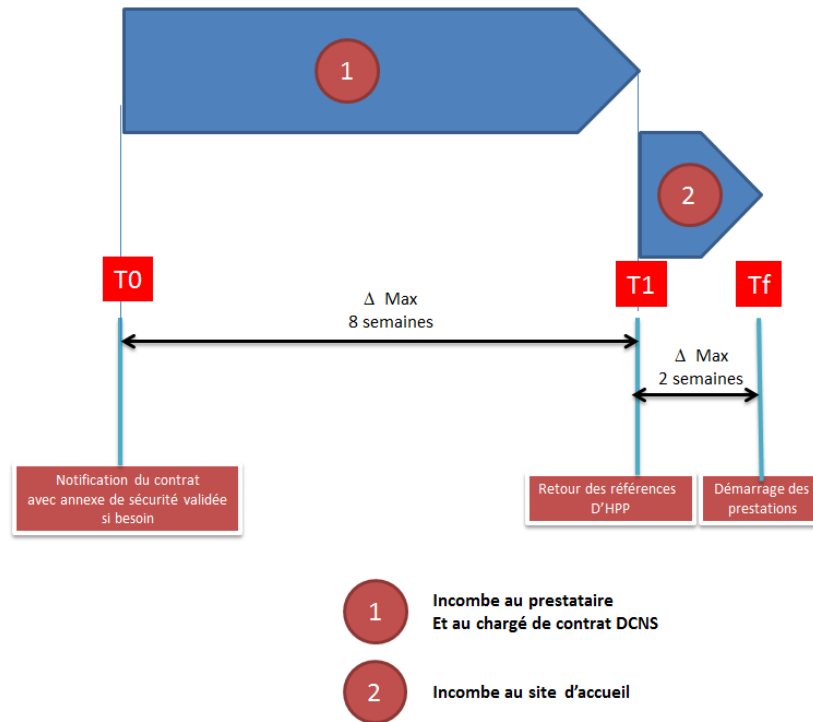 1
2
T0
T1
Tf
Δ Max
8 semaines
Δ Max
2 semaines
Notification du contrat
avec annexe de sécurité validée
si besoin
Retour des références
D'HPP
Démarrage des
prestations
1
Incombe au prestataire
Et au chargé de contrat DCNS
2
Incombe au site d'accueil